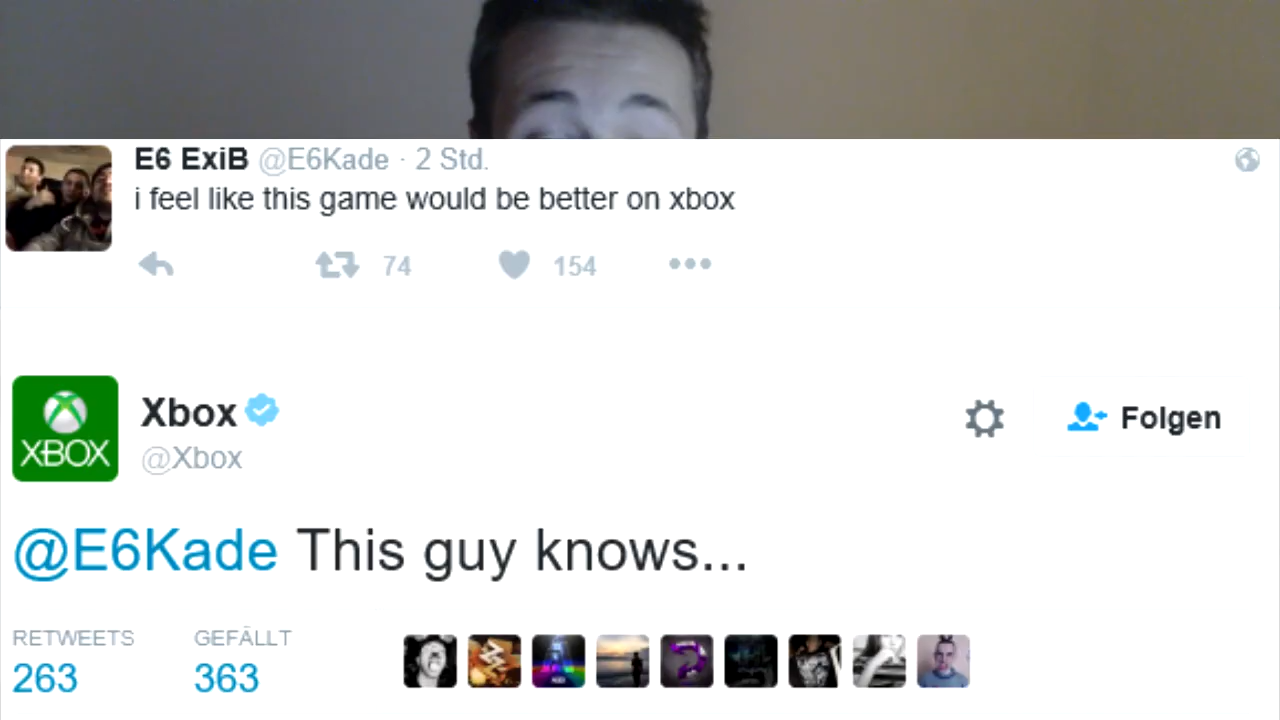 E6 ExiB @E6Kade · 2 Std.
i feel like this game would be better on xbox
74 154
XBOX
Xbox
@Xbox
Folgen
@E6Kade This guy knows...
RETWEETS GEFÄLLT
263 363